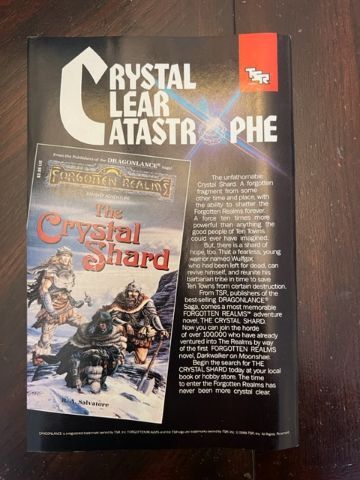 CRYSTAL
CLEAR
CATASTROPHE
TSR
From the Publishers of the DRAGONLANCE® Saga
FORGOTTEN REALMS
FANTASY ADVENTURE
The
Crystal
Shard
R.A. Salvatore
The unfathomable
Crystal Shard. A forgotten
fragment from some
other time and place, with
the ability to shatter the
Forgotten Realms forever.
A force ten times more
powerful than anything the
good people of Ten Towns
could ever have imagined.
But, there is a shard of
hope, too. That a fearless, young
warrior named Wulfgar,
who had been left for dead, can
revive himself, and reunite his
barbarian tribe in time to save
Ten Towns from certain destruction.
From TSR, publishers of the
best-selling DRAGONLANCE®
Saga, comes a most memorable
FORGOTTEN REALMS™ adventure
novel, THE CRYSTAL SHARD.
Now you can join the horde
of over 100,000 who have already
ventured into The Realms by way
of the first FORGOTTEN REALMS
novel, Darkwalker on Moonshae.
Begin the search for THE
CRYSTAL SHARD today at your local
book or hobby store. The time
to enter the Forgotten Realms has
never been more crystal clear.